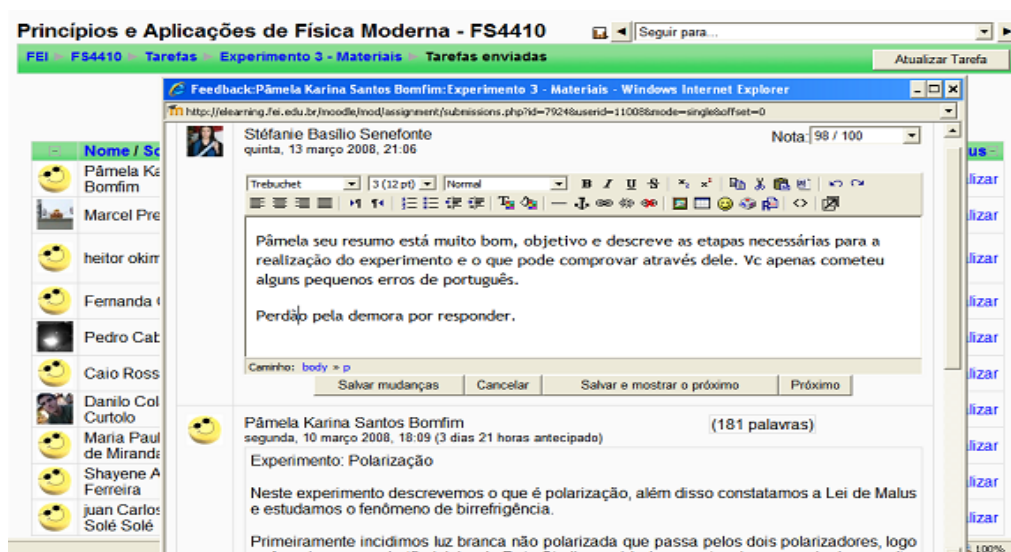 Princípios e Aplicações de Física Moderna - FS4410
Seguir para...
FEI ► FS4410 ► Tarefas ► Experimento 3 - Materiais ► Tarefas enviadas
Atualizar Tarefa
Feedback:Pâmela Karina Santos Bomfim:Experimento 3 - Materiais - Windows Internet Explorer
http://elearning.fei.edu.br/moodle/mod/assignment/submissions.php?id=7924&userid=11008&mode=single&offset=0
Stéfanie Basílio Senefonte
Nota: 98 / 100
quinta, 13 março 2008, 21:06
Trebuchet
3 (12 pt)
Normal
B I U S
Pâmela seu resumo está muito bom, objetivo e descreve as etapas necessárias para a
realização do experimento e o que pode comprovar através dele. Vc apenas cometeu
alguns pequenos erros de português.
Perdão pela demora por responder.
Caminho: body » p
Salvar mudanças
Cancelar
Salvar e mostrar o próximo
Próximo
Pâmela Karina Santos Bomfim
(181 palavras)
segunda, 10 março 2008, 18:09 (3 dias 21 horas antecipado)
Experimento: Polarização
Neste experimento descrevemos o que é polarização, além disso constatamos a Lei de Malus
e estudamos o fenômeno de birrefrigência.
Primeiramente incidimos luz branca não polarizada que passa pelos dois polarizadores, logo
Nome / So
us
Pâmela Ka
Bomfim
lizar
Marcel Pre
lizar
heitor okim
lizar
Fernanda
lizar
Pedro Cab
lizar
Caio Ross
lizar
Danilo Col
Curtolo
lizar
Maria Paul
de Miranda
lizar
Shayene A
Ferreira
lizar
juan Carlos
Solé Solé
lizar
100%